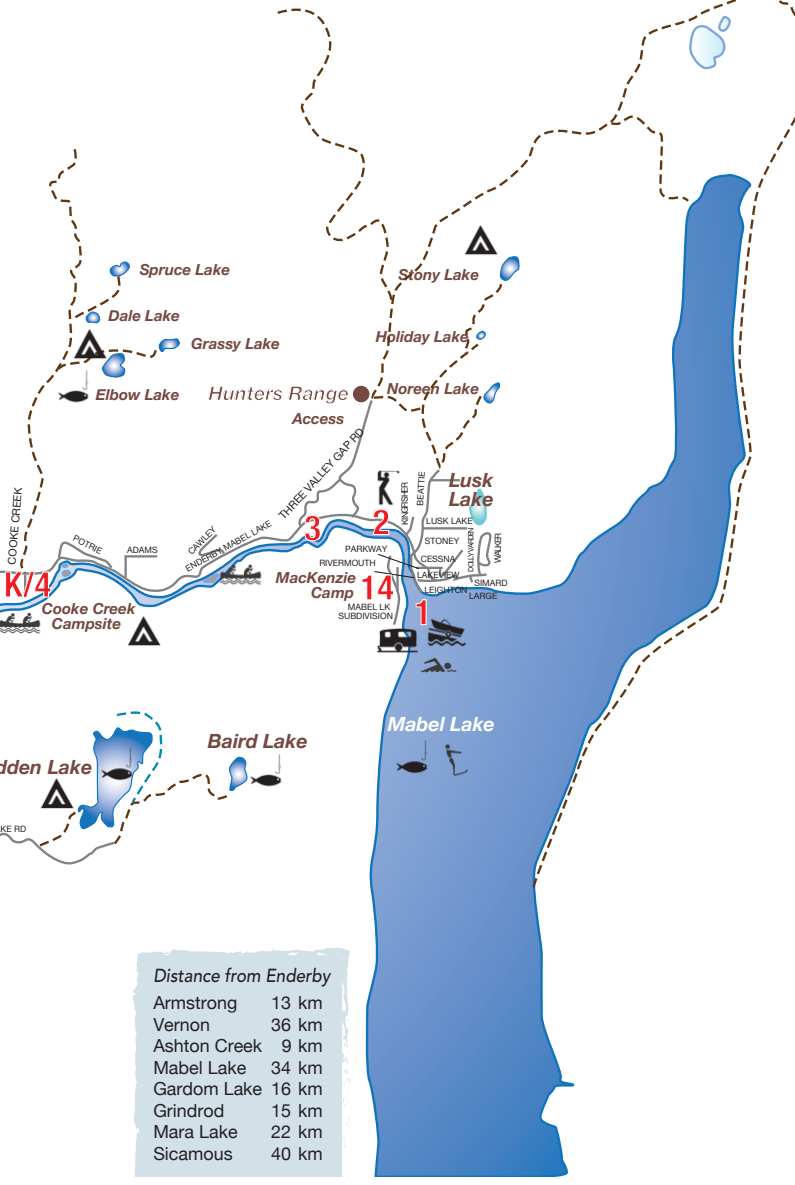 Spruce Lake
Stony Lake
Dale Lake
Holiday Lake
Grassy Lake
Elbow Lake
Hunters Range
Access
Noreen Lake
THREE VALLEY GAP RD
Lusk
Lake
BEATTIE
KINGFISHER
COOKE CREEK
3
2
LUSK LAKE
STONEY
DOLLYVARDEN
WALKER
CAWLEY
ENDERBY MABEL LAKE
POTRIE
ADAMS
PARKWAY
RIVERMOUTH
CESSNA
LAKEVIEW
SIMARD
LEIGHTON
LARGE
K/4
MacKenzie
Camp
14
MABEL LK
SUBDIVISION
1
Cooke Creek
Campsite
Mabel Lake
Baird Lake
dden Lake
KE RD
Distance from Enderby
Armstrong 13 km
Vernon 36 km
Ashton Creek 9 km
Mabel Lake 34 km
Gardom Lake 16 km
Grindrod 15 km
Mara Lake 22 km
Sicamous 40 km